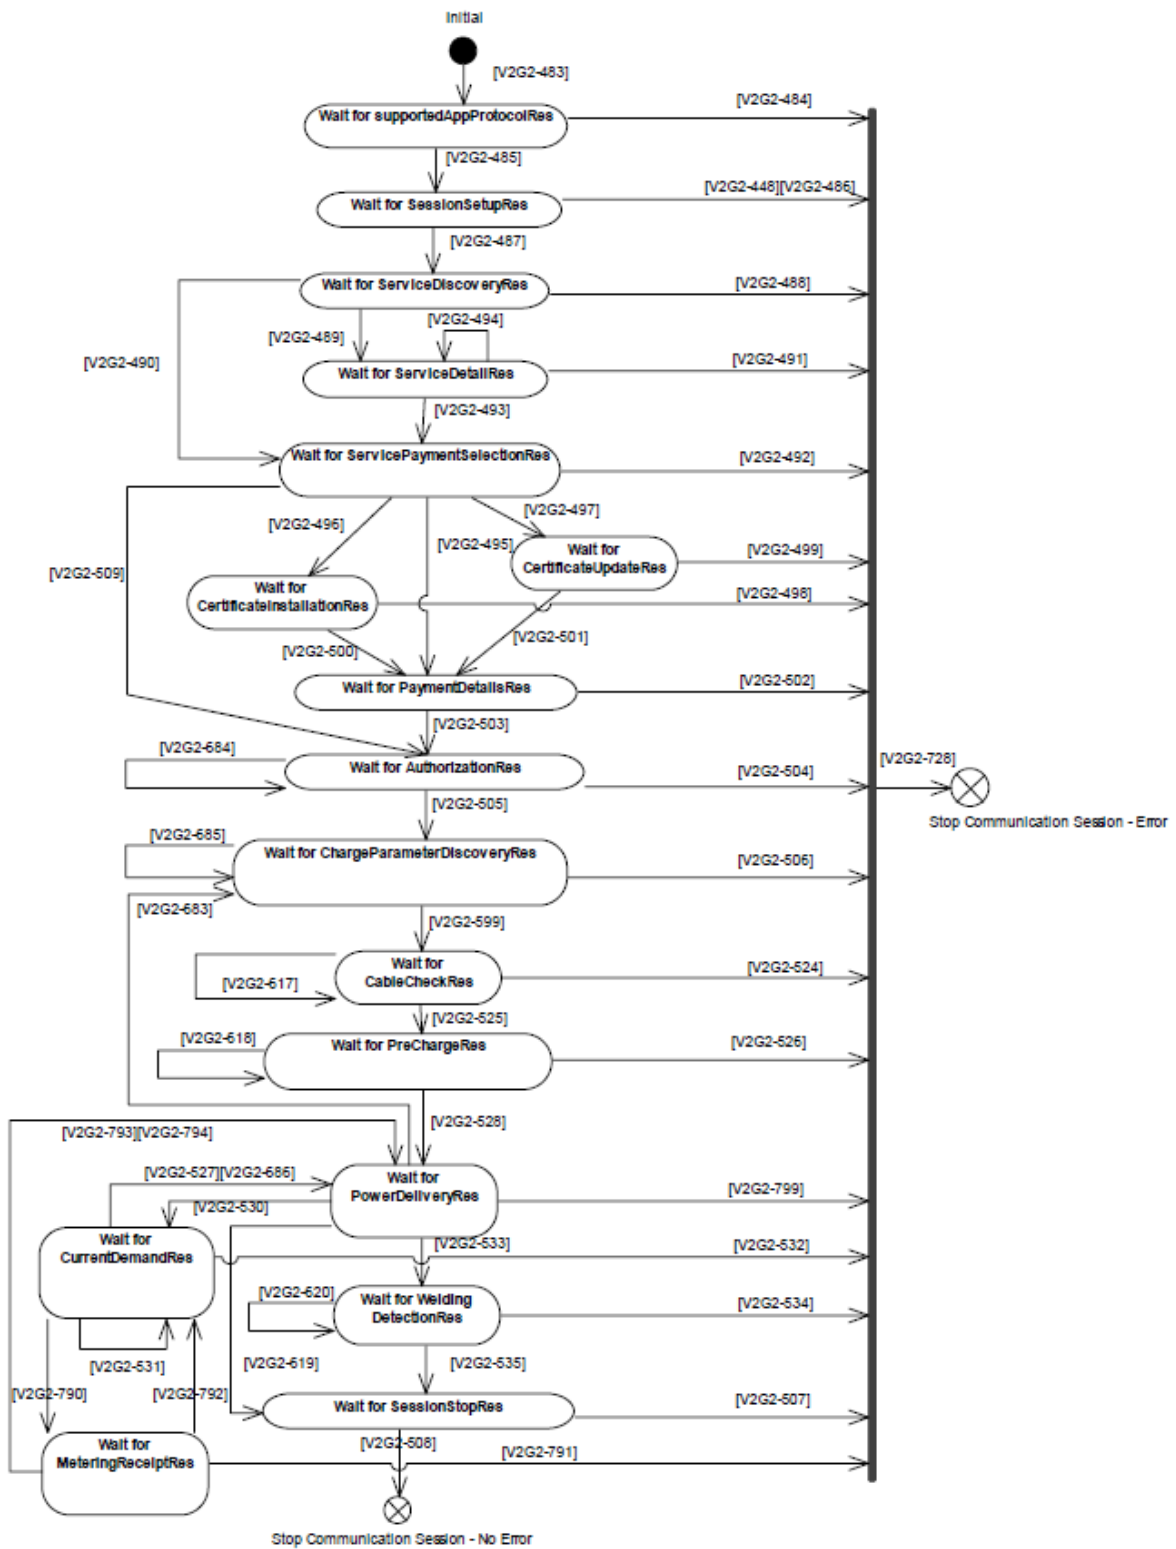 Initial
[V2G2-483]
[V2G2-484]
Wait for supportedAppProtocolRes
[V2G2-485]
[V2G2-448][V2G2-486]
Wait for SessionSetupRes
[V2G2-487]
Wait for ServiceDiscoveryRes
[V2G2-488]
[V2G2-494]
[V2G2-489]
[V2G2-490]
[V2G2-491]
Wait for ServiceDetailRes
[V2G2-493]
Wait for ServicePaymentSelectionRes
[V2G2-492]
[V2G2-497]
[V2G2-496]
[V2G2-495]
Wait for
CertificateUpdateRes
[V2G2-499]
[V2G2-509]
Wait for
CertificateInstallationRes
[V2G2-498]
[V2G2-501]
[V2G2-500]
Wait for PaymentDetailsRes
[V2G2-502]
[V2G2-503]
[V2G2-684]
Wait for AuthorizationRes
[V2G2-504]
[V2G2-728]
Stop Communication Session - Error
[V2G2-505]
[V2G2-685]
Wait for ChargeParameterDiscoveryRes
[V2G2-506]
[V2G2-683]
[V2G2-599]
Wait for
CableCheckRes
[V2G2-524]
[V2G2-617]
[V2G2-525]
[V2G2-618]
Wait for PreChargeRes
[V2G2-526]
[V2G2-528]
[V2G2-793][V2G2-794]
[V2G2-527][V2G2-686]
Wait for
PowerDeliveryRes
[V2G2-799]
[V2G2-530]
Wait for
CurrentDemandRes
[V2G2-533]
[V2G2-532]
[V2G2-620]
Wait for Welding
DetectionRes
[V2G2-534]
[V2G2-531]
[V2G2-619]
[V2G2-535]
[V2G2-790]
[V2G2-792]
Wait for SessionStopRes
[V2G2-507]
[V2G2-508]
Wait for
MeteringReceiptRes
[V2G2-791]
Stop Communication Session - No Error